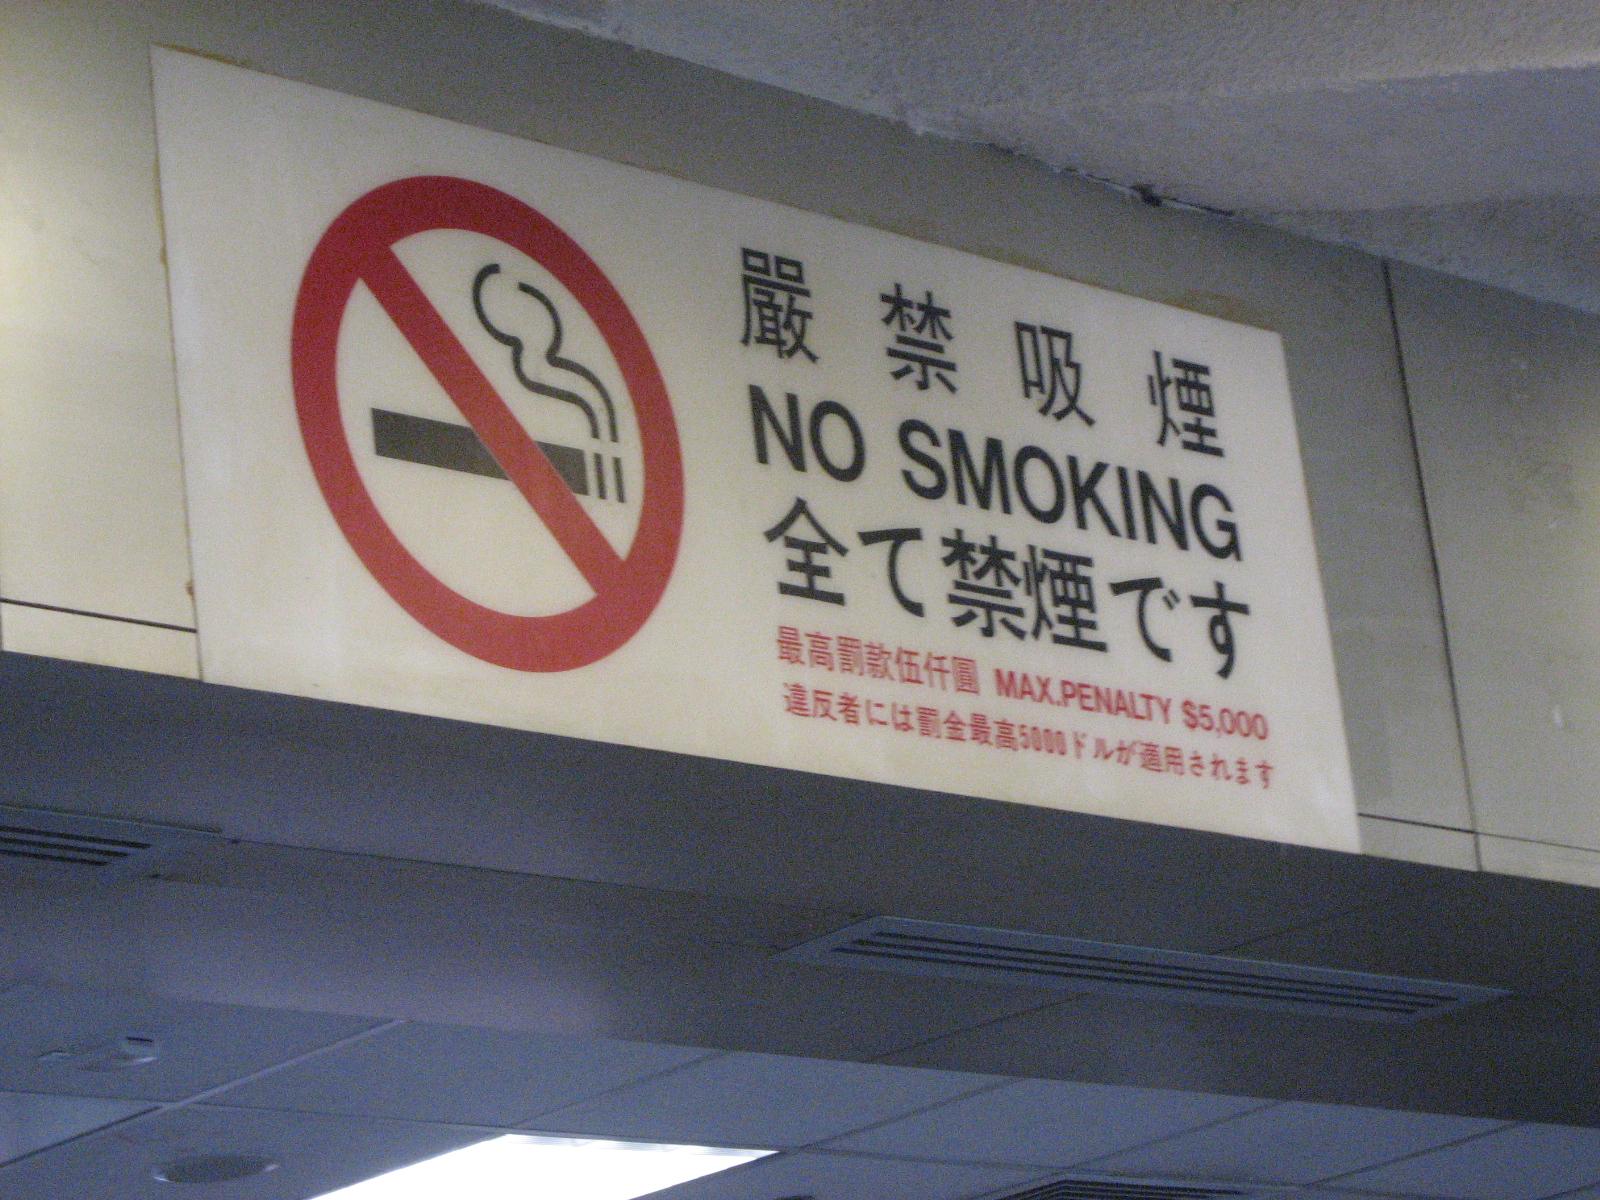 嚴禁吸煙
NO SMOKING
全て禁煙です
最高罰款伍仟圓 MAX.PENALTY $5,000
違反者には罰金最高5000ドルが適用されます